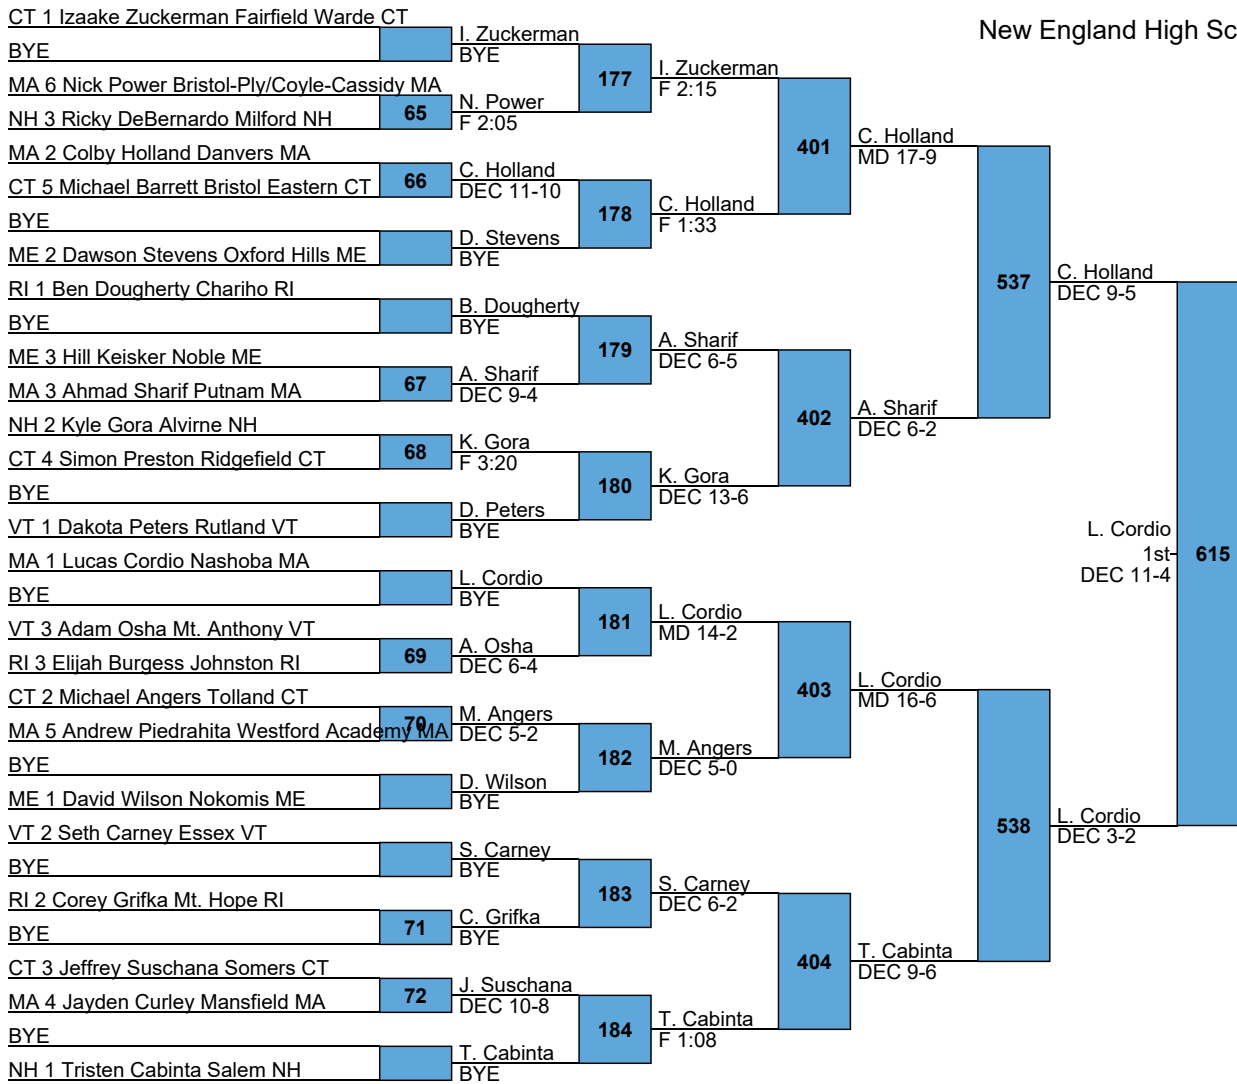 New England High Sc
CT 1 Izaake Zuckerman Fairfield Warde CT
BYE
MA 6 Nick Power Bristol-Ply/Coyle-Cassidy MA
NH 3 Ricky DeBernardo Milford NH
MA 2 Colby Holland Danvers MA
CT 5 Michael Barrett Bristol Eastern CT
BYE
ME 2 Dawson Stevens Oxford Hills ME
RI 1 Ben Dougherty Chariho RI
BYE
ME 3 Hill Keisker Noble ME
MA 3 Ahmad Sharif Putnam MA
NH 2 Kyle Gora Alvirne NH
CT 4 Simon Preston Ridgefield CT
BYE
VT 1 Dakota Peters Rutland VT
MA 1 Lucas Cordio Nashoba MA
BYE
VT 3 Adam Osha Mt. Anthony VT
RI 3 Elijah Burgess Johnston RI
CT 2 Michael Angers Tolland CT
MA 5 Andrew Piedrahita Westford Academy MA
BYE
ME 1 David Wilson Nokomis ME
VT 2 Seth Carney Essex VT
BYE
RI 2 Corey Grifka Mt. Hope RI
BYE
CT 3 Jeffrey Suschana Somers CT
MA 4 Jayden Curley Mansfield MA
BYE
NH 1 Tristen Cabinta Salem NH
65
66
67
68
69
70
71
72
I. Zuckerman
BYE
N. Power
F 2:05
C. Holland
DEC 11-10
D. Stevens
BYE
B. Dougherty
BYE
A. Sharif
DEC 9-4
K. Gora
F 3:20
D. Peters
BYE
L. Cordio
BYE
A. Osha
DEC 6-4
M. Angers
DEC 5-2
D. Wilson
BYE
S. Carney
BYE
C. Grifka
BYE
J. Suschana
DEC 10-8
T. Cabinta
BYE
177
178
179
180
181
182
183
184
I. Zuckerman
F 2:15
C. Holland
F 1:33
A. Sharif
DEC 6-5
K. Gora
DEC 13-6
L. Cordio
MD 14-2
M. Angers
DEC 5-0
S. Carney
DEC 6-2
T. Cabinta
F 1:08
401
402
403
404
C. Holland
MD 17-9
A. Sharif
DEC 6-2
L. Cordio
MD 16-6
T. Cabinta
DEC 9-6
537
538
C. Holland
DEC 9-5
L. Cordio
DEC 3-2
L. Cordio
1st
DEC 11-4
615